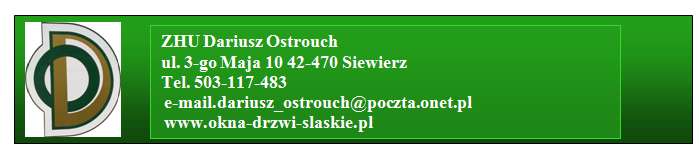 ZHU Dariusz Ostrouch
ul. 3-go Maja 10 42-470 Siewierz
Tel. 503-117-483
e-mail.dariusz_ostrouch@poczta.onet.pl
www.okna-drzwi-slaskie.pl